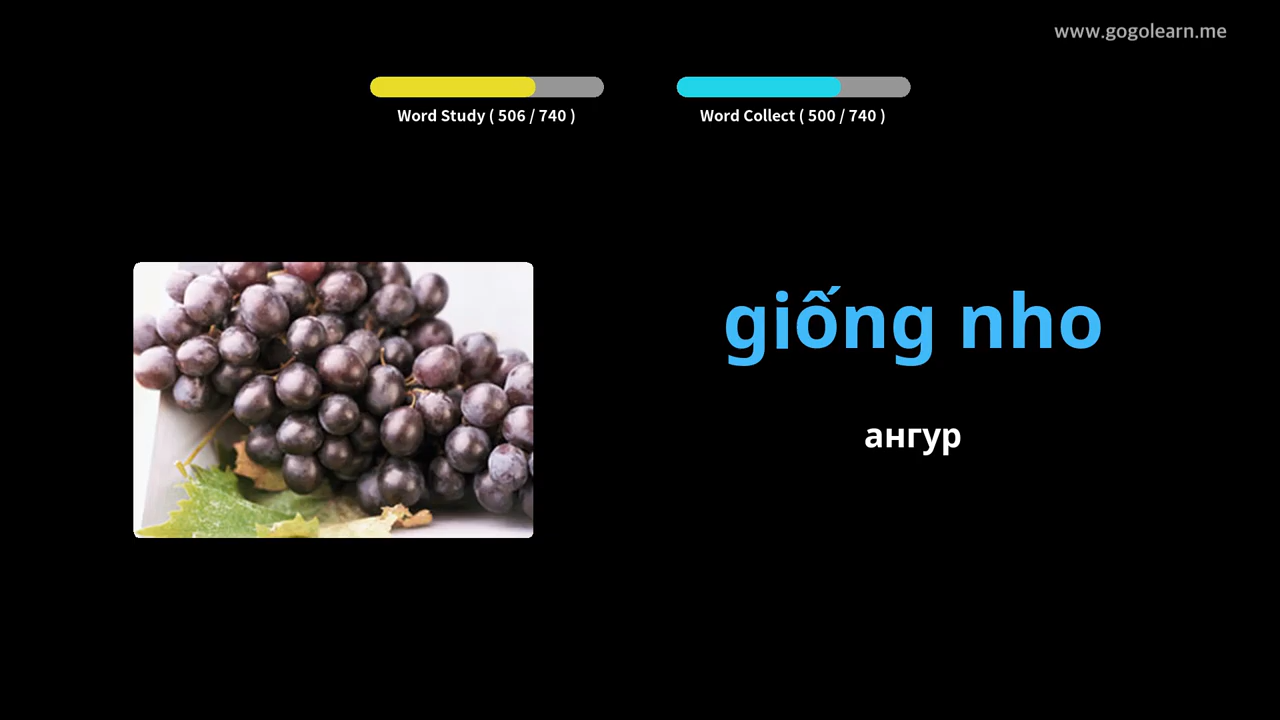 www.gogolearn.me
Word Study ( 506 / 740 )
Word Collect ( 500 / 740 )
giống nho
ангур